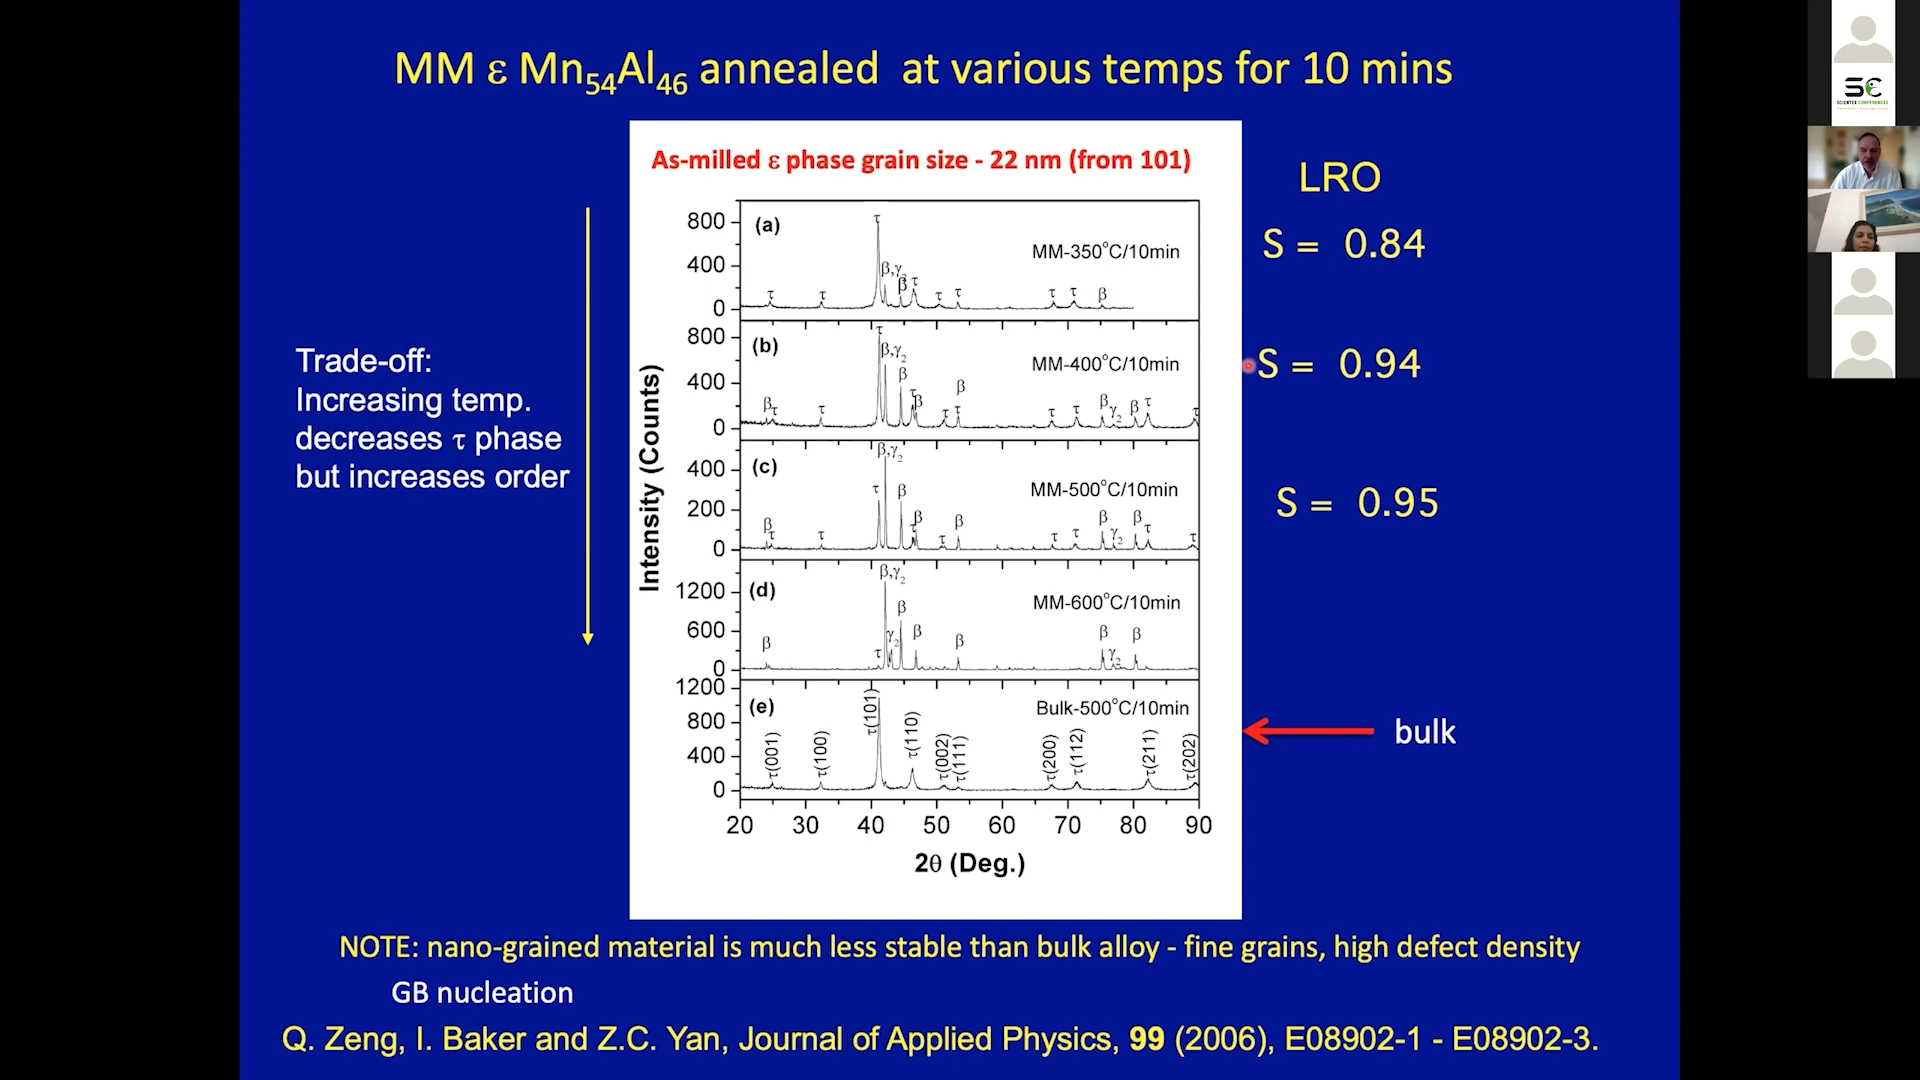 MM ε Mn54Al46 annealed at various temps for 10 mins
As-milled ε phase grain size - 22 nm (from 101)
LRO
S = 0.84
S = 0.94
S = 0.95
Trade-off:
Increasing temp.
decreases τ phase
but increases order
Intensity (Counts)
800
400
0
(a)
MM-350°C/10min
τ
β,γ2
β
τ
τ
τ
τ
τ
τ
τ
β
800
400
0
(b)
MM-400°C/10min
τ
β,γ2
β
β
β
τ
τ
τ
β
τ
τ
τ
τ
β
γ2
β
τ
τ
400
200
0
(c)
MM-500°C/10min
β,γ2
τ
β
β
τ
τ
τ
β
τ
β
τ
τ
β
γ2
β
τ
τ
1200
600
0
(d)
MM-600°C/10min
β,γ2
β
β
γ2
τ
β
β
β
γ2
β
1200
800
400
0
(e)
Bulk-500°C/10min
τ(001)
τ(100)
τ(101)
τ(110)
τ(002)
τ(111)
τ(200)
τ(112)
τ(211)
τ(202)
20 30 40 50 60 70 80 90
2θ (Deg.)
bulk
NOTE: nano-grained material is much less stable than bulk alloy - fine grains, high defect density
GB nucleation
Q. Zeng, I. Baker and Z.C. Yan, Journal of Applied Physics, 99 (2006), E08902-1 - E08902-3.
SCIENTEX CONFERENCES